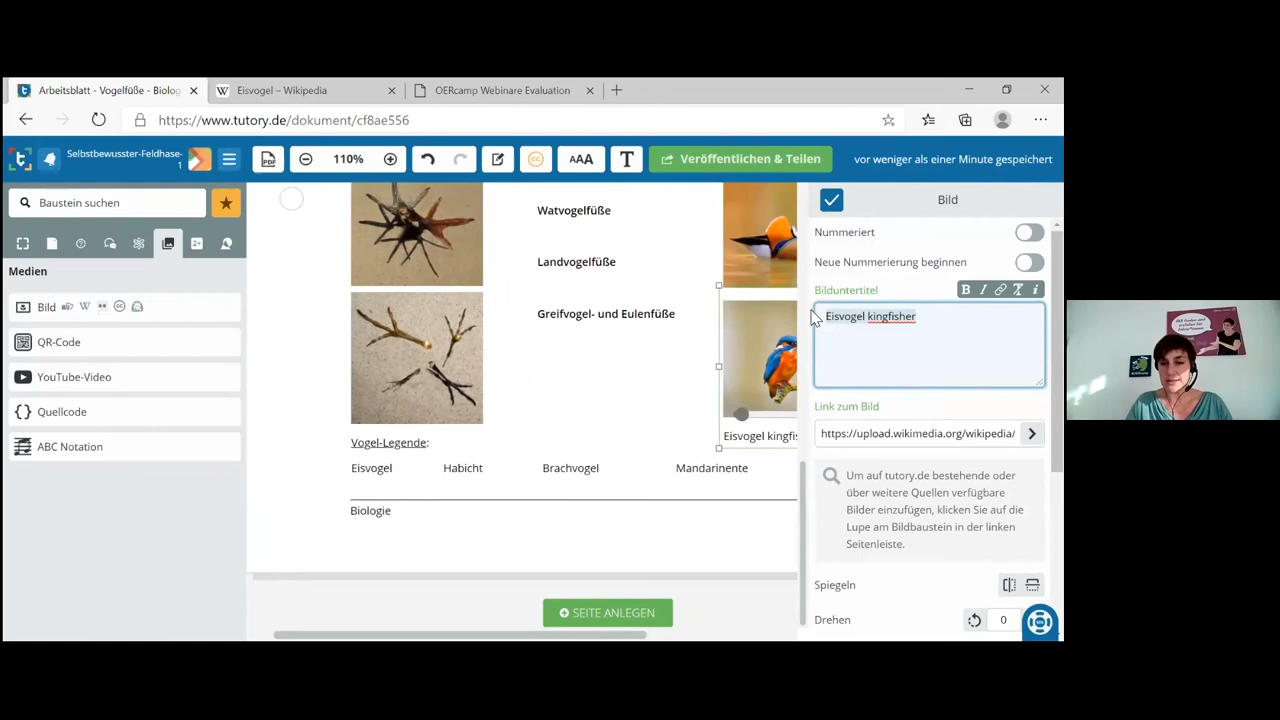 Arbeitsblatt - Vogelfüße - Biolog
Eisvogel – Wikipedia
OERcamp Webinare Evaluation
https://www.tutory.de/dokument/cf8ae556
Selbstbewusster-Feldhase-
1
PDF
110%
cc
AAA
T
Veröffentlichen & Teilen
vor weniger als einer Minute gespeichert
Baustein suchen
Medien
Bild
QR-Code
YouTube-Video
Quellcode
ABC Notation
Watvogelfüße
Landvogelfüße
Greifvogel- und Eulenfüße
Eisvogel kingfis
Vogel-Legende:
Eisvogel Habicht Brachvogel Mandarinente
Biologie
SEITE ANLEGEN
Bild
Nummeriert
Neue Nummerierung beginnen
Bilduntertitel
B I i
Eisvogel kingfisher
Link zum Bild
https://upload.wikimedia.org/wikipedia/
Um auf tutory.de bestehende oder
über weitere Quellen verfügbare
Bilder einzufügen, klicken Sie auf die
Lupe am Bildbaustein in der linken
Seitenleiste.
Spiegeln
Drehen
0